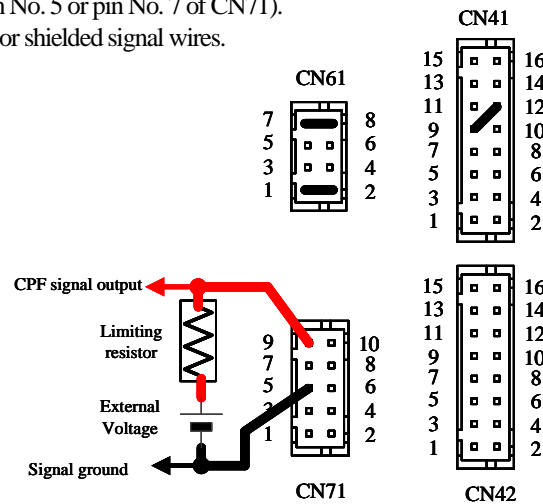 n No. 5 or pin No. 7 of CN71).
or shielded signal wires.
CN41
15 16
13 14
11 12
9 10
7 8
5 6
3 4
1 2
CN61
7 8
5 6
3 4
1 2
CPF signal output
Limiting
resistor
External
Voltage
Signal ground
9 10
7 8
5 6
3 4
1 2
CN71
15 16
13 14
11 12
9 10
7 8
5 6
3 4
1 2
CN42